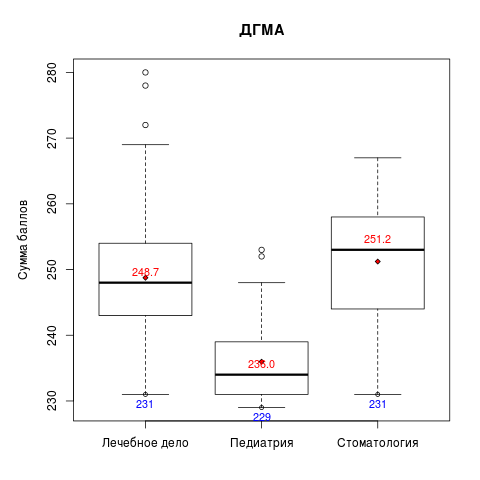 ДГМА
Сумма баллов
280
270
260
250
240
230
248.7
236.0
251.2
231
229
231
Лечебное дело
Педиатрия
Стоматология